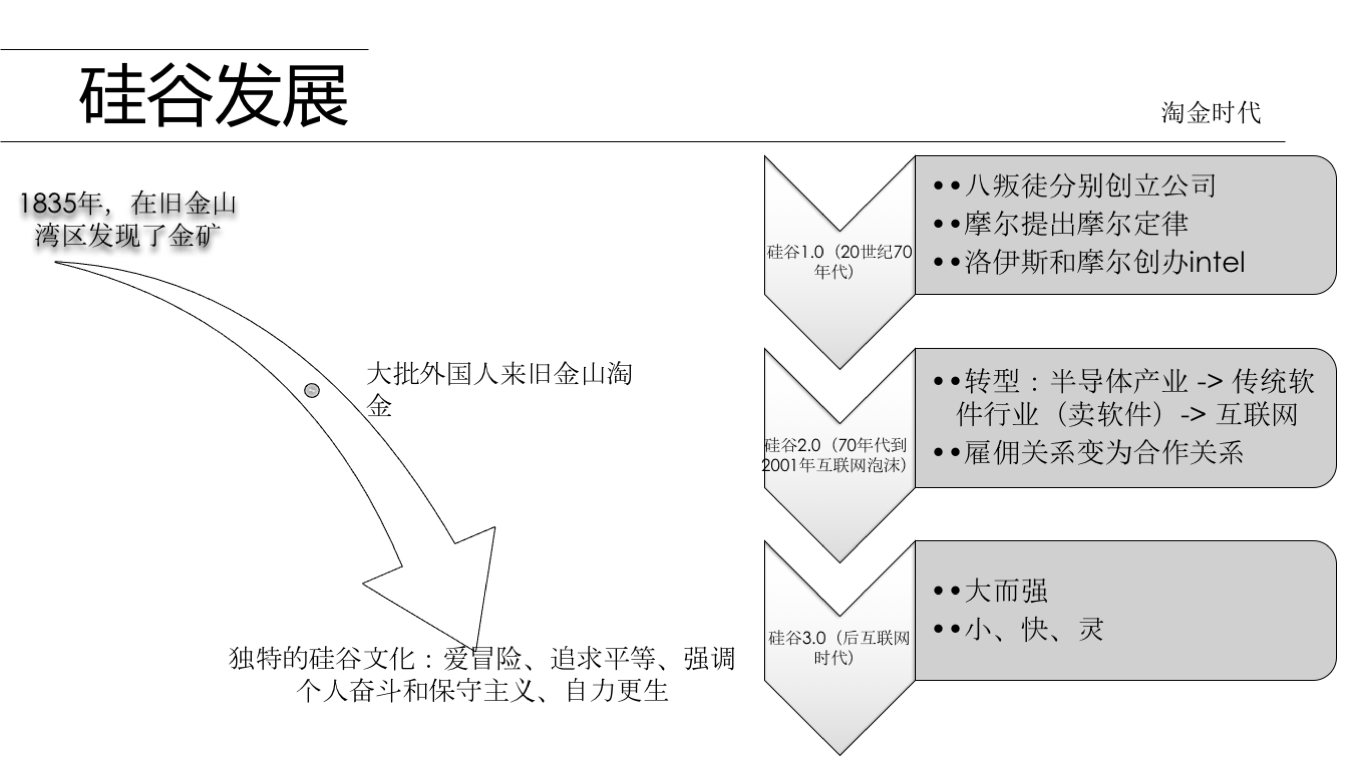 硅谷发展
淘金时代
1835年，在旧金山
湾区发现了金矿
大批外国人来旧金山淘
金
独特的硅谷文化：爱冒险、追求平等、强调
个人奋斗和保守主义、自力更生
硅谷1.0（20世纪70
年代）
••八叛徒分别创立公司
••摩尔提出摩尔定律
••洛伊斯和摩尔创办intel
硅谷2.0（70年代到
2001年互联网泡沫）
••转型：半导体产业 -> 传统软
件行业（卖软件）-> 互联网
••雇佣关系变为合作关系
硅谷3.0（后互联网
时代）
••大而强
••小、快、灵